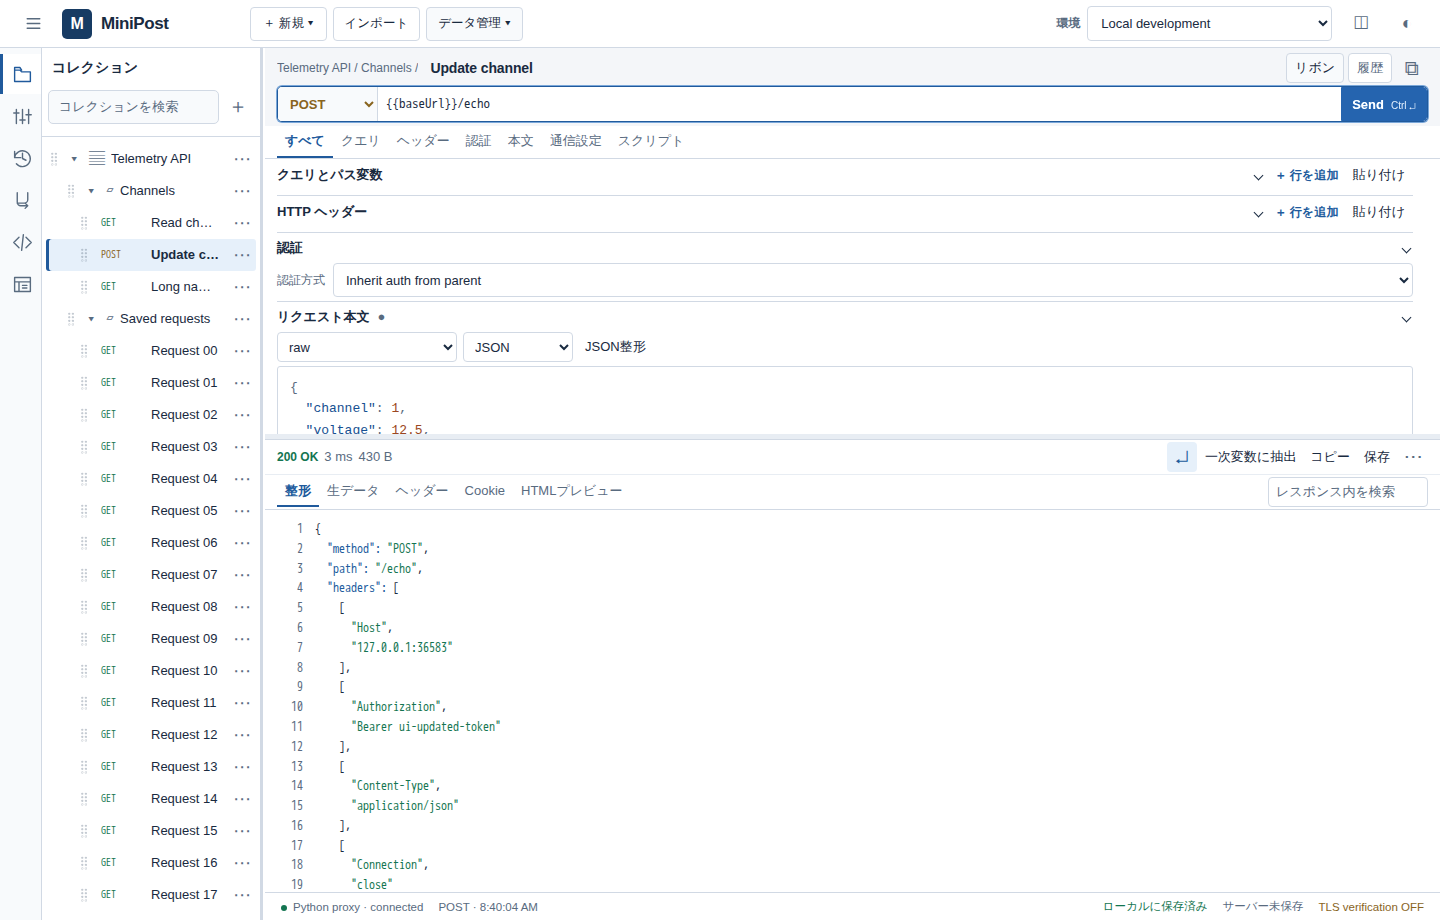 M MiniPost ＋ 新規 ▾ インポート データ管理 ▾ 環境 Local development
コレクション
コレクションを検索 ＋
Telemetry API ···
Channels ···
GET Read ch… ···
POST Update c… ···
GET Long na… ···
Saved requests ···
GET Request 00 ···
GET Request 01 ···
GET Request 02 ···
GET Request 03 ···
GET Request 04 ···
GET Request 05 ···
GET Request 06 ···
GET Request 07 ···
GET Request 08 ···
GET Request 09 ···
GET Request 10 ···
GET Request 11 ···
GET Request 12 ···
GET Request 13 ···
GET Request 14 ···
GET Request 15 ···
GET Request 16 ···
GET Request 17 ···
Telemetry API / Channels / Update channel リボン 履歴
POST {{baseUrl}}/echo Send Ctrl ⏎
すべて クエリ ヘッダー 認証 本文 通信設定 スクリプト
クエリとパス変数 ＋ 行を追加 貼り付け
HTTP ヘッダー ＋ 行を追加 貼り付け
認証
認証方式 Inherit auth from parent
リクエスト本文 ●
raw JSON JSON整形
{
"channel": 1,
"voltage": 12.5,
200 OK 3 ms 430 B 一次変数に抽出 コピー 保存 ···
整形 生データ ヘッダー Cookie HTMLプレビュー レスポンス内を検索
1 {
2 "method": "POST",
3 "path": "/echo",
4 "headers": [
5 [
6 "Host",
7 "127.0.0.1:36583"
8 ],
9 [
10 "Authorization",
11 "Bearer ui-updated-token"
12 ],
13 [
14 "Content-Type",
15 "application/json"
16 ],
17 [
18 "Connection",
19 "close"
● Python proxy · connected POST · 8:40:04 AM ローカルに保存済み サーバー未保存 TLS verification OFF